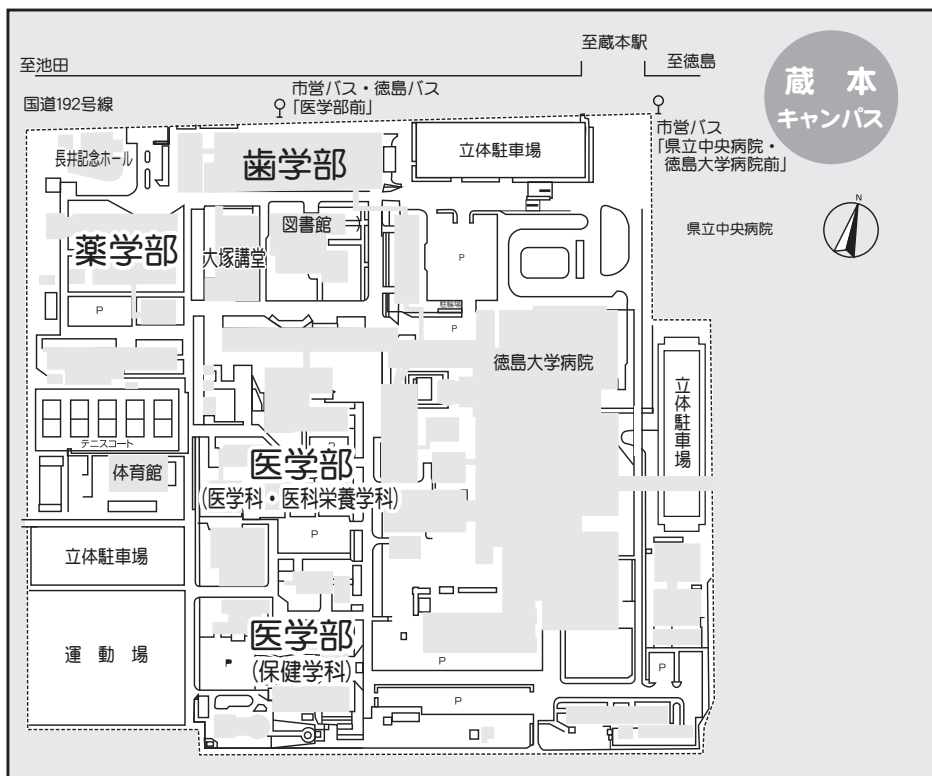 至蔵本駅
至池田
至徳島
蔵 本
キャンパス
国道192号線
市営バス・徳島バス
「医学部前」
市営バス
「県立中央病院・
徳島大学病院前」
長井記念ホール
歯学部
立体駐車場
N
県立中央病院
薬学部
大塚講堂
図書館
P
P
駐輪場
P
徳島大学病院
立体駐車場
テニスコート
P
医学部
(医学科・医科栄養学科)
体育館
P
立体駐車場
医学部
(保健学科)
運 動 場
P
P
P
P